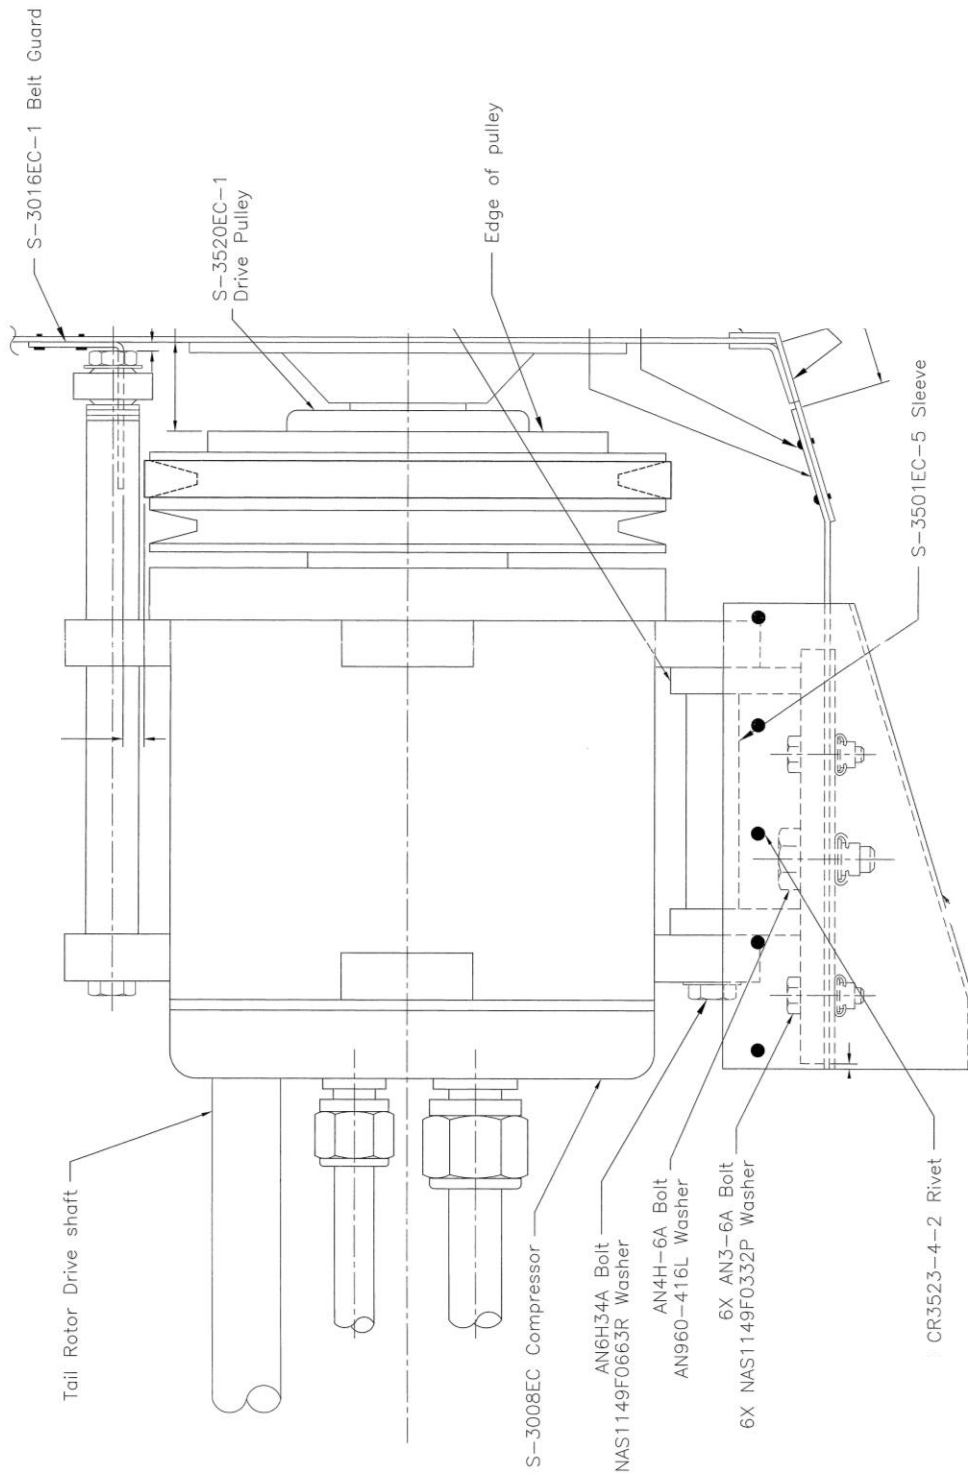 S-3016EC-1 Belt Guard
S-3520EC-1
Drive Pulley
Edge of pulley
S-3501EC-5 Sleeve
Tail Rotor Drive shaft
S-3008EC Compressor
AN6H34A Bolt
NAS1149F0663R Washer
AN4H-6A Bolt
AN960-416L Washer
6X AN3-6A Bolt
6X NAS1149F0332P Washer
CR3523-4-2 Rivet